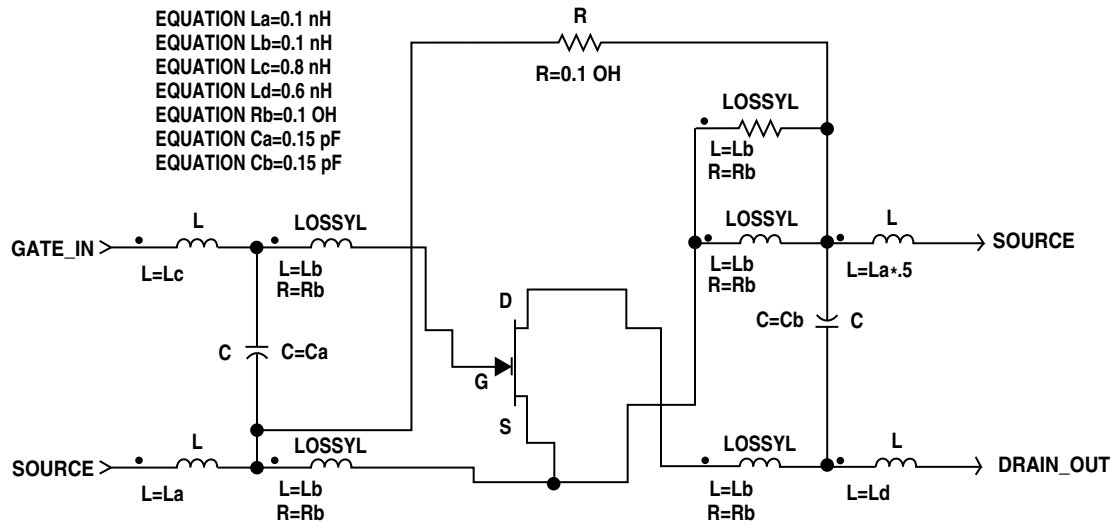 EQUATION La=0.1 nH
EQUATION Lb=0.1 nH
EQUATION Lc=0.8 nH
EQUATION Ld=0.6 nH
EQUATION Rb=0.1 OH
EQUATION Ca=0.15 pF
EQUATION Cb=0.15 pF
R
R=0.1 OH
LOSSYL
L=Lb
R=Rb
GATE_IN
L
L=Lc
LOSSYL
L=Lb
R=Rb
LOSSYL
L=Lb
R=Rb
L
L=La*.5
SOURCE
C
C=Ca
D
G
S
C=Cb
C
SOURCE
L
L=La
LOSSYL
L=Lb
R=Rb
LOSSYL
L=Lb
R=Rb
L
L=Ld
DRAIN_OUT